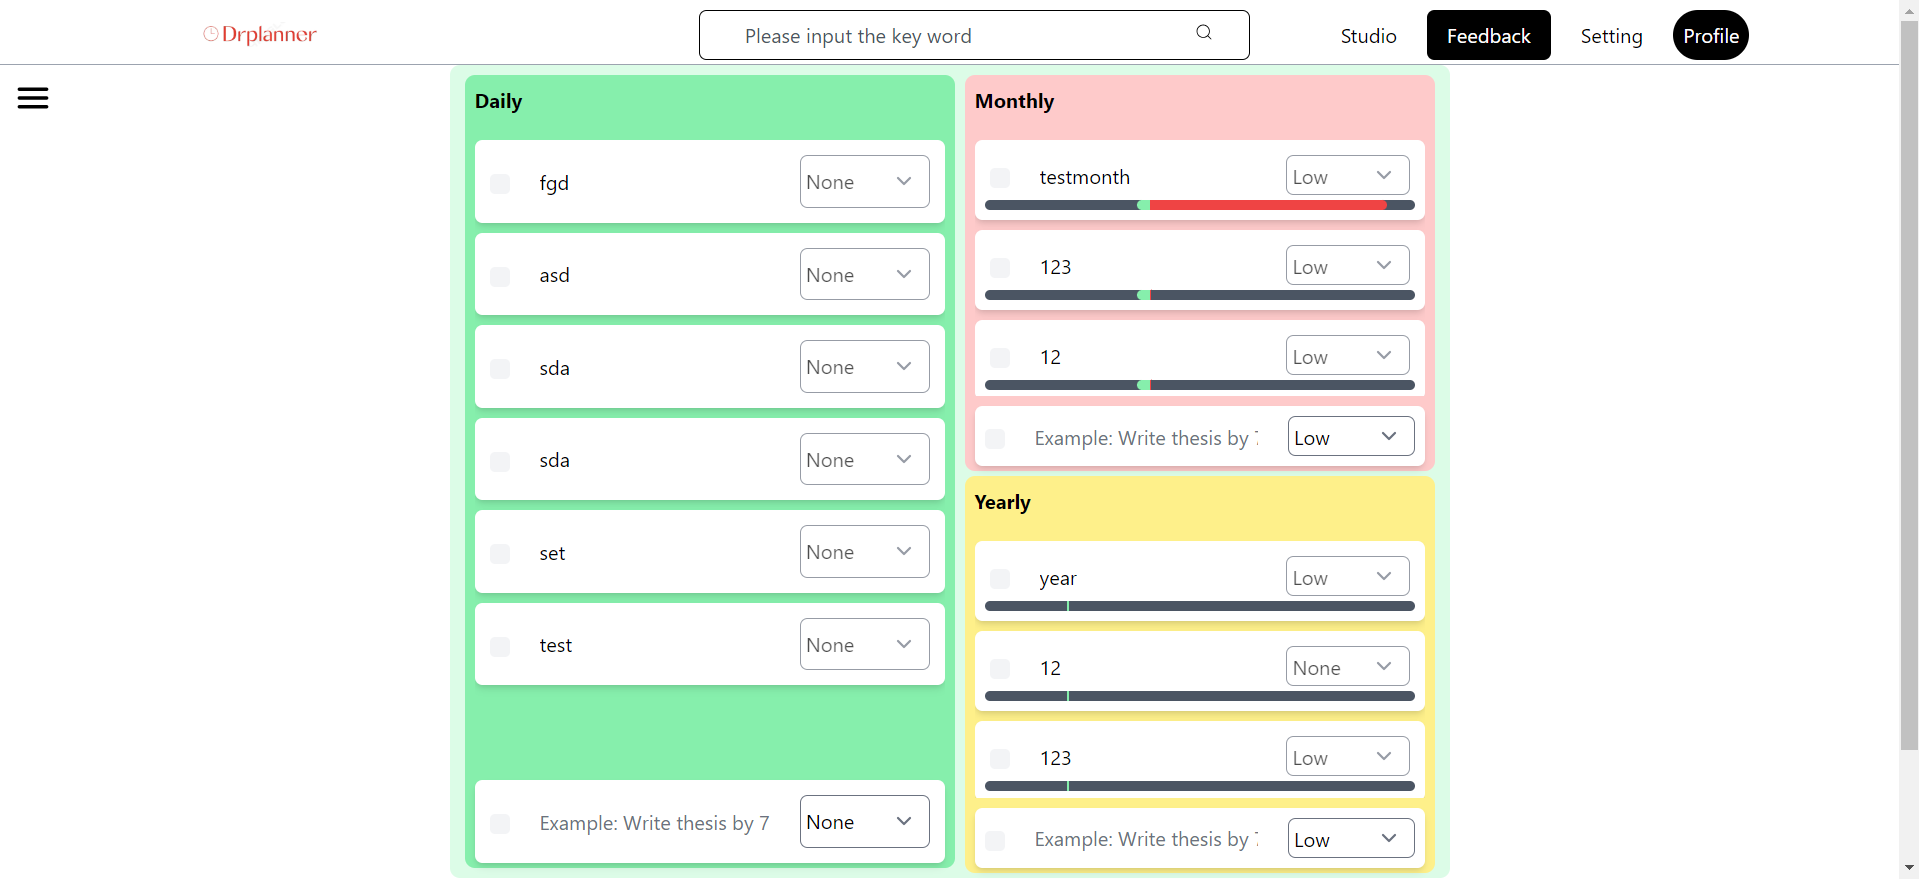 Drplanner
Please input the key word
Studio
Feedback
Setting
Profile
Daily
fgd
None
asd
None
sda
None
sda
None
set
None
test
None
Example: Write thesis by 7
None
Monthly
testmonth
Low
123
Low
12
Low
Example: Write thesis by
Low
Yearly
year
Low
12
None
123
Low
Example: Write thesis by
Low